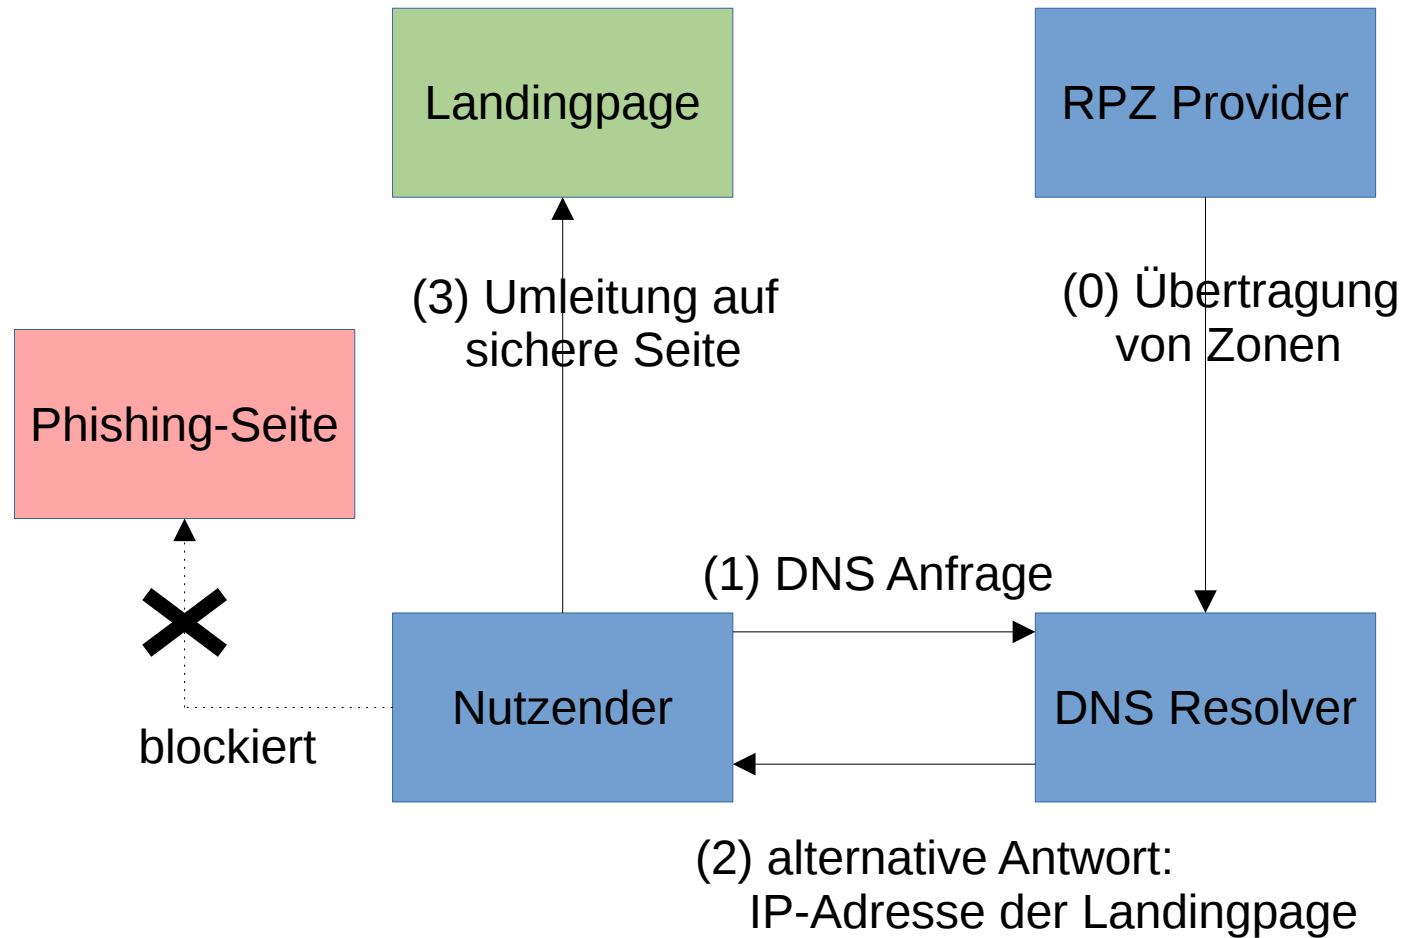 Landingpage
RPZ Provider
(3) Umleitung auf
sichere Seite
(0) Übertragung
von Zonen
Phishing-Seite
(1) DNS Anfrage
Nutzender
DNS Resolver
blockiert
(2) alternative Antwort:
IP-Adresse der Landingpage